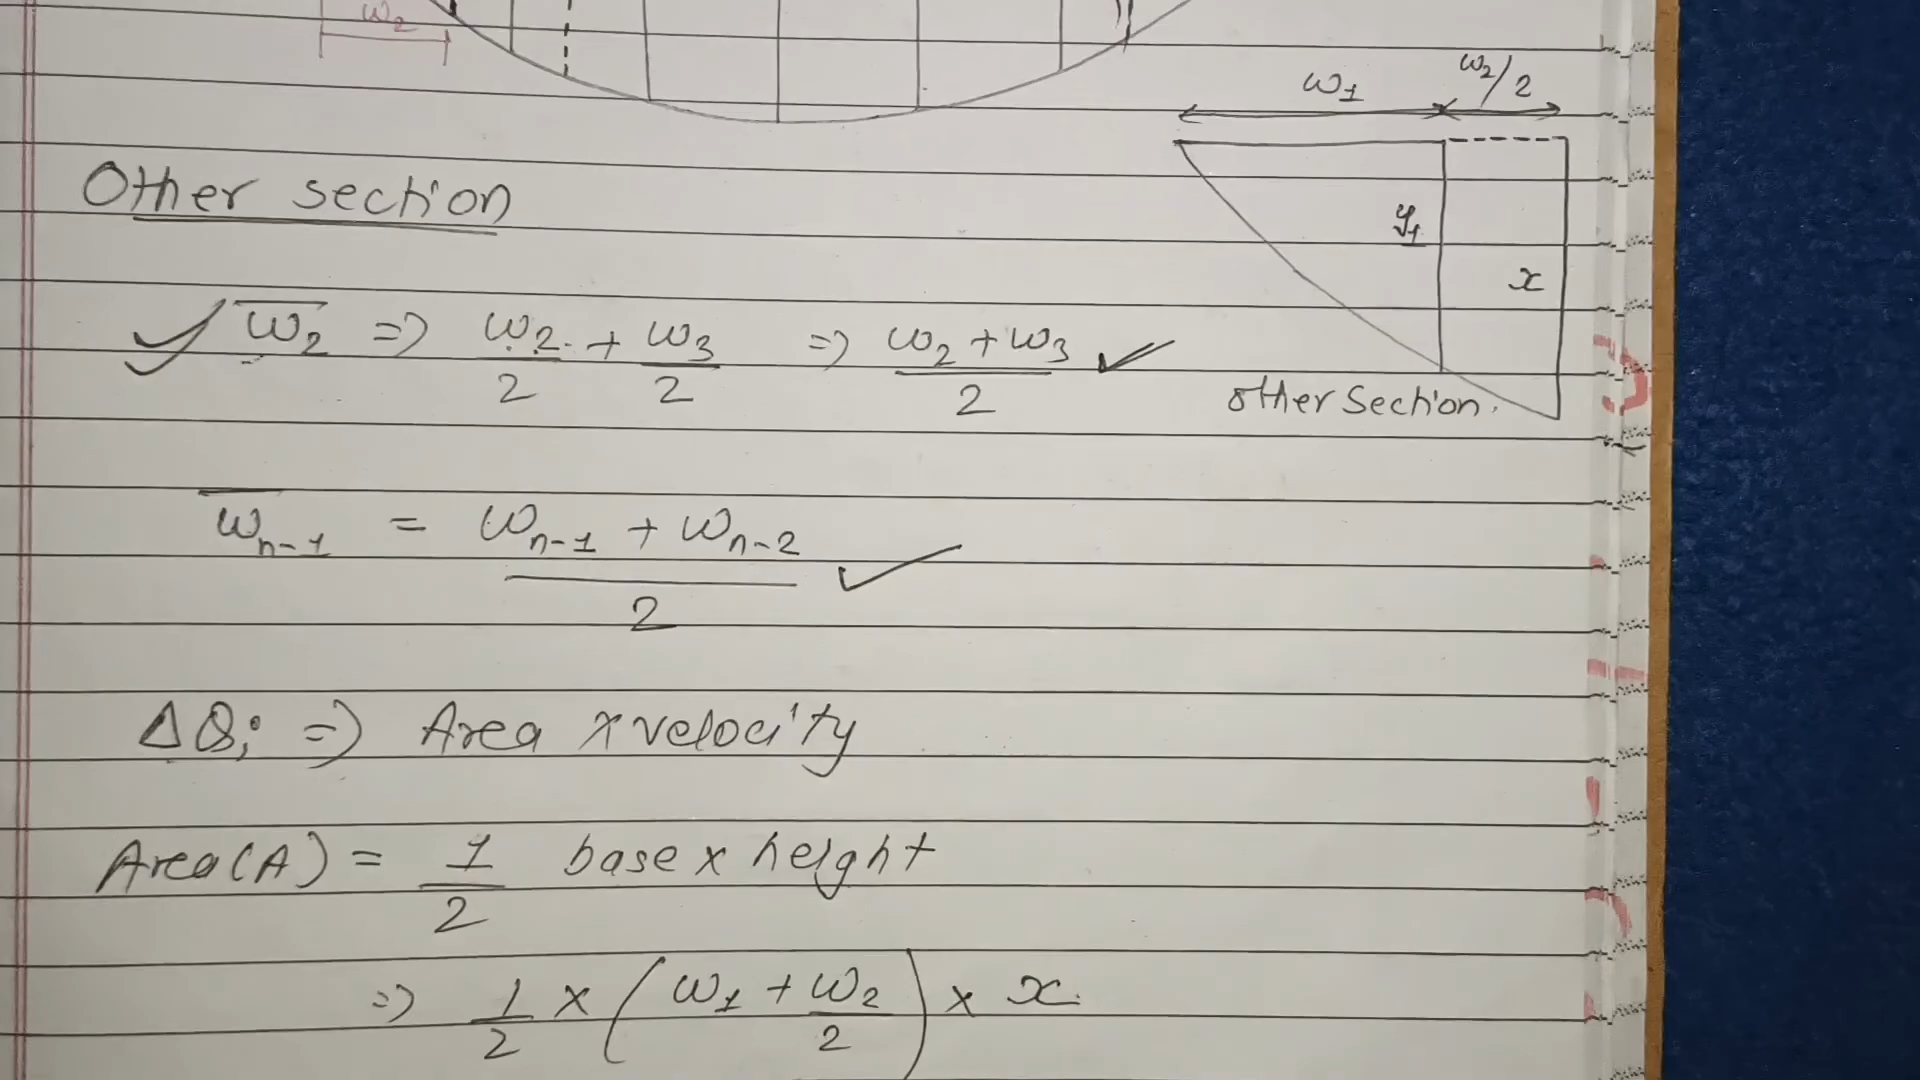 w2
w1 w2/2
Other section
y1
x
w̅2 => w2/2 + w3/2 => (w2 + w3)/2
other section.
w̅n-1 = (wn-1 + wn-2)/2
ΔQi => Area x velocity
Area(A) = 1/2 base x height
=> 1/2 x (w1 + w2/2) x x